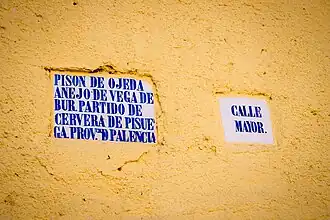 PISON DE OJEDA
ANEJO DE VEGA DE
BUR. PARTIDO DE
CERVERA DE PISUE
GA. PROV.ᴬ D PALENCIA
CALLE
MAYOR.